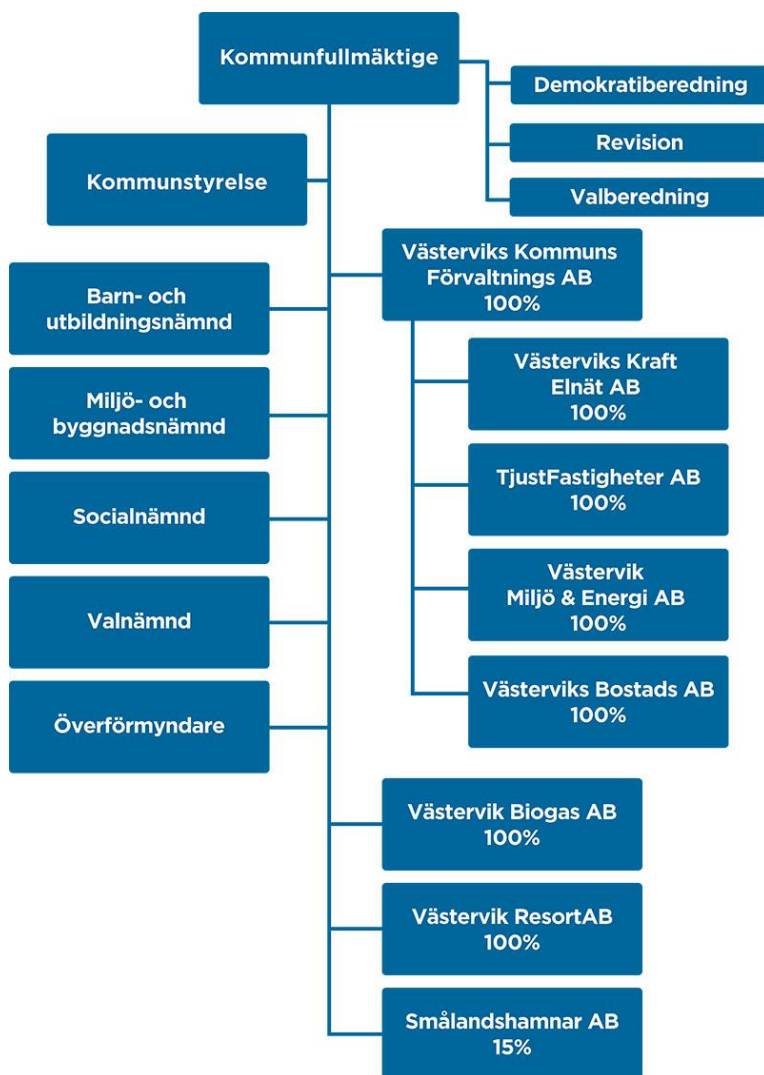 Kommunfullmäktige
Demokratiberedning
Revision
Valberedning
Kommunstyrelse
Västerviks Kommuns
Förvaltnings AB
100%
Barn- och
utbildningsnämnd
Miljö- och
byggnadsnämnd
Socialnämnd
Valnämnd
Överförmyndare
Västerviks Kraft
Elnät AB
100%
TjustFastigheter AB
100%
Västervik
Miljö & Energi AB
100%
Västerviks Bostads AB
100%
Västervik Biogas AB
100%
Västervik ResortAB
100%
Smålandshamnar AB
15%